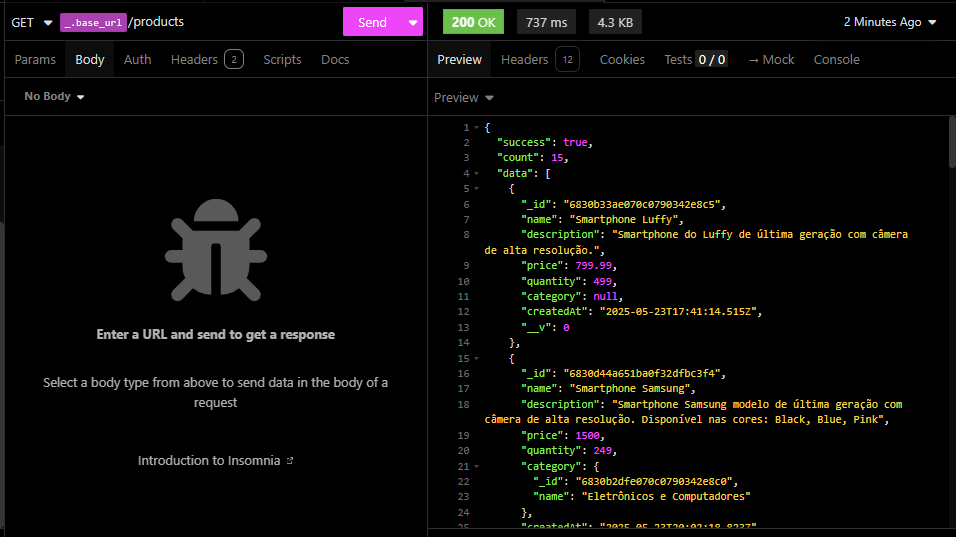 GET _.base_url/products Send 200 OK 737 ms 4.3 KB 2 Minutes Ago
Params Body Auth Headers 2 Scripts Docs Preview Headers 12 Cookies Tests 0 / 0 → Mock Console
No Body Preview
1 {
2 "success": true,
3 "count": 15,
4 "data": [
5 {
6 "_id": "6830b33ae070c0790342e8c5",
7 "name": "Smartphone Luffy",
8 "description": "Smartphone do Luffy de última geração com câmera
de alta resolução.",
9 "price": 799.99,
10 "quantity": 499,
11 "category": null,
12 "createdAt": "2025-05-23T17:41:14.515Z",
13 "__v": 0
14 },
15 {
16 "_id": "6830d44a651ba0f32dfbc3f4",
17 "name": "Smartphone Samsung",
18 "description": "Smartphone Samsung modelo de última geração com
câmera de alta resolução. Disponível nas cores: Black, Blue, Pink",
19 "price": 1500,
20 "quantity": 249,
21 "category": {
22 "_id": "6830b2dfe070c0790342e8c0",
23 "name": "Eletrônicos e Computadores"
24 },
25 "createdAt": "2025-05-23T20:02:18.823Z",
Enter a URL and send to get a response
Select a body type from above to send data in the body of a
request
Introduction to Insomnia